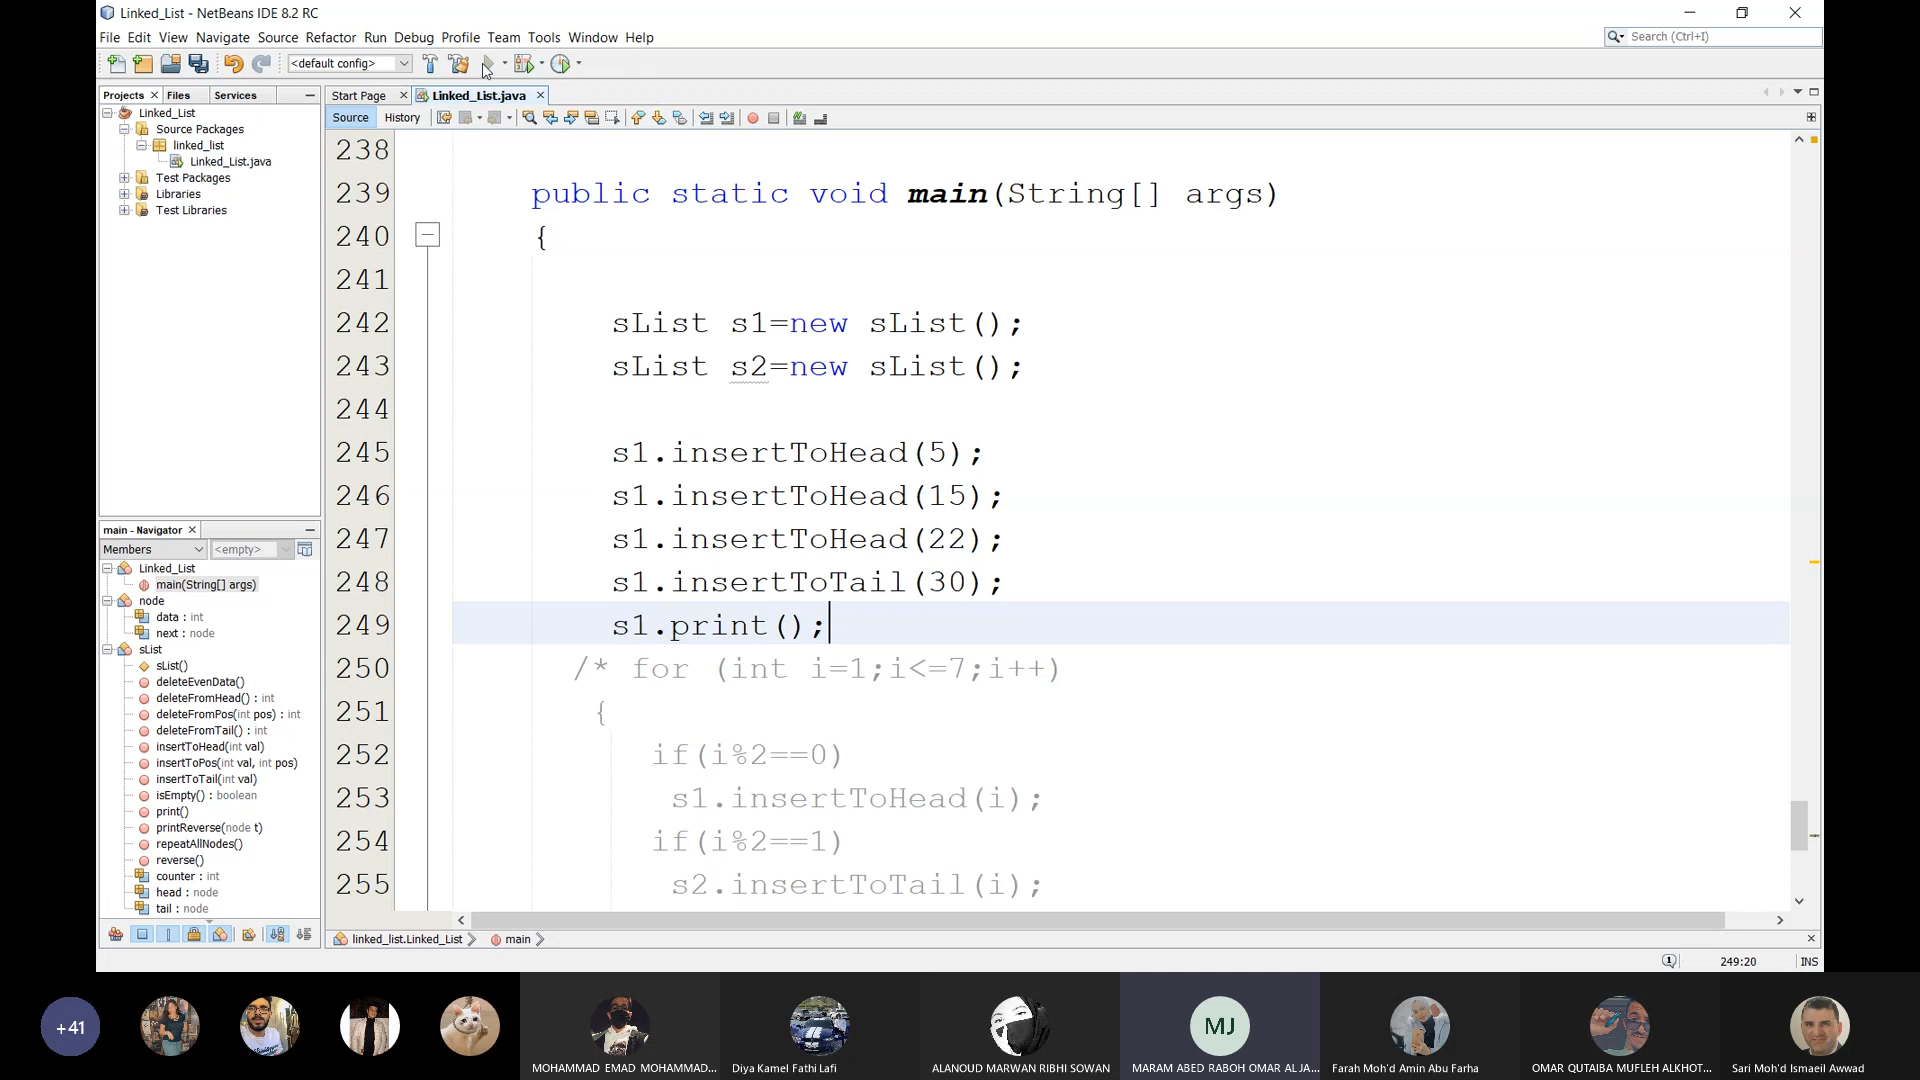 Linked_List - NetBeans IDE 8.2 RC
File Edit View Navigate Source Refactor Run Debug Profile Team Tools Window Help
Search (Ctrl+I)
<default config>
Projects Files Services
Start Page Linked_List.java
Source History
Linked_List
Source Packages
linked_list
Linked_List.java
Test Packages
Libraries
Test Libraries
main - Navigator
Members <empty>
Linked_List
main(String[] args)
node
data : int
next : node
sList
sList()
deleteEvenData()
deleteFromHead() : int
deleteFromPos(int pos) : int
deleteFromTail() : int
insertToHead(int val)
insertToPos(int val, int pos)
insertToTail(int val)
isEmpty() : boolean
print()
printReverse(node t)
repeatAllNodes()
reverse()
counter : int
head : node
tail : node
238
239 public static void main(String[] args)
240 {
241
242 sList s1=new sList();
243 sList s2=new sList();
244
245 s1.insertToHead(5);
246 s1.insertToHead(15);
247 s1.insertToHead(22);
248 s1.insertToTail(30);
249 s1.print();
250 /* for (int i=1;i<=7;i++)
251 {
252 if(i%2==0)
253 s1.insertToHead(i);
254 if(i%2==1)
255 s2.insertToTail(i);
linked_list.Linked_List main
1 249:20 INS
+41
MJ
MOHAMMAD EMAD MOHAMMAD... Diya Kamel Fathi Lafi ALANOUD MARWAN RIBHI SOWAN MARAM ABED RABOH OMAR AL JA... Farah Moh'd Amin Abu Farha OMAR QUTAIBA MUFLEH ALKHOT... Sari Moh'd Ismaeil Awwad